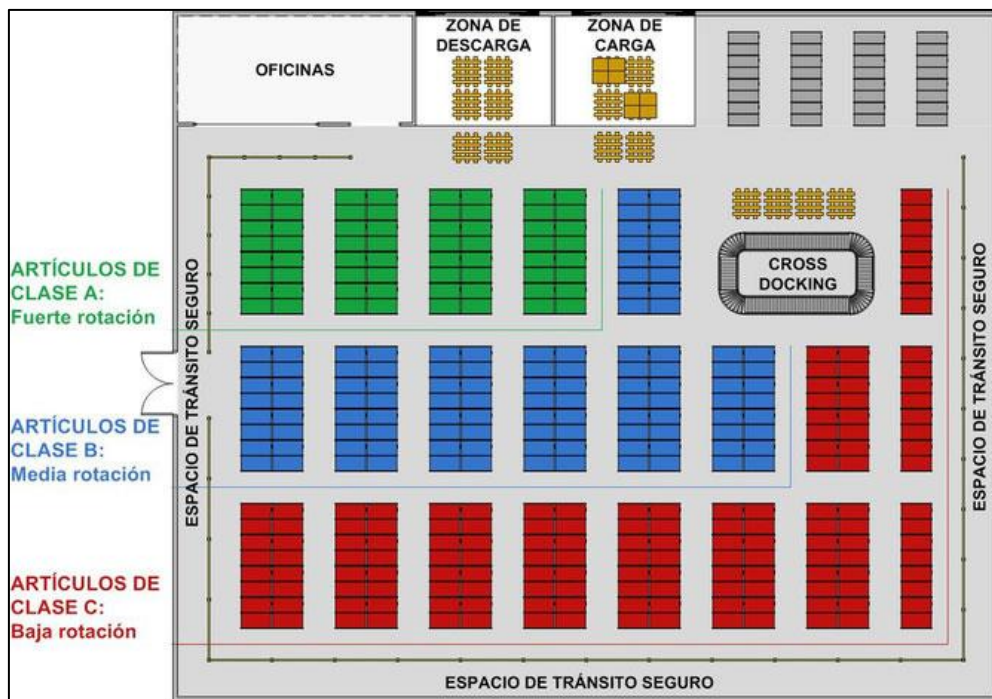 OFICINAS
ZONA DE
DESCARGA
ZONA DE
CARGA
CROSS
DOCKING
ARTÍCULOS DE
CLASE A:
Fuerte rotación
ARTÍCULOS DE
CLASE B:
Media rotación
ARTÍCULOS DE
CLASE C:
Baja rotación
ESPACIO DE TRÁNSITO SEGURO
ESPACIO DE TRÁNSITO SEGURO
ESPACIO DE TRÁNSITO SEGURO